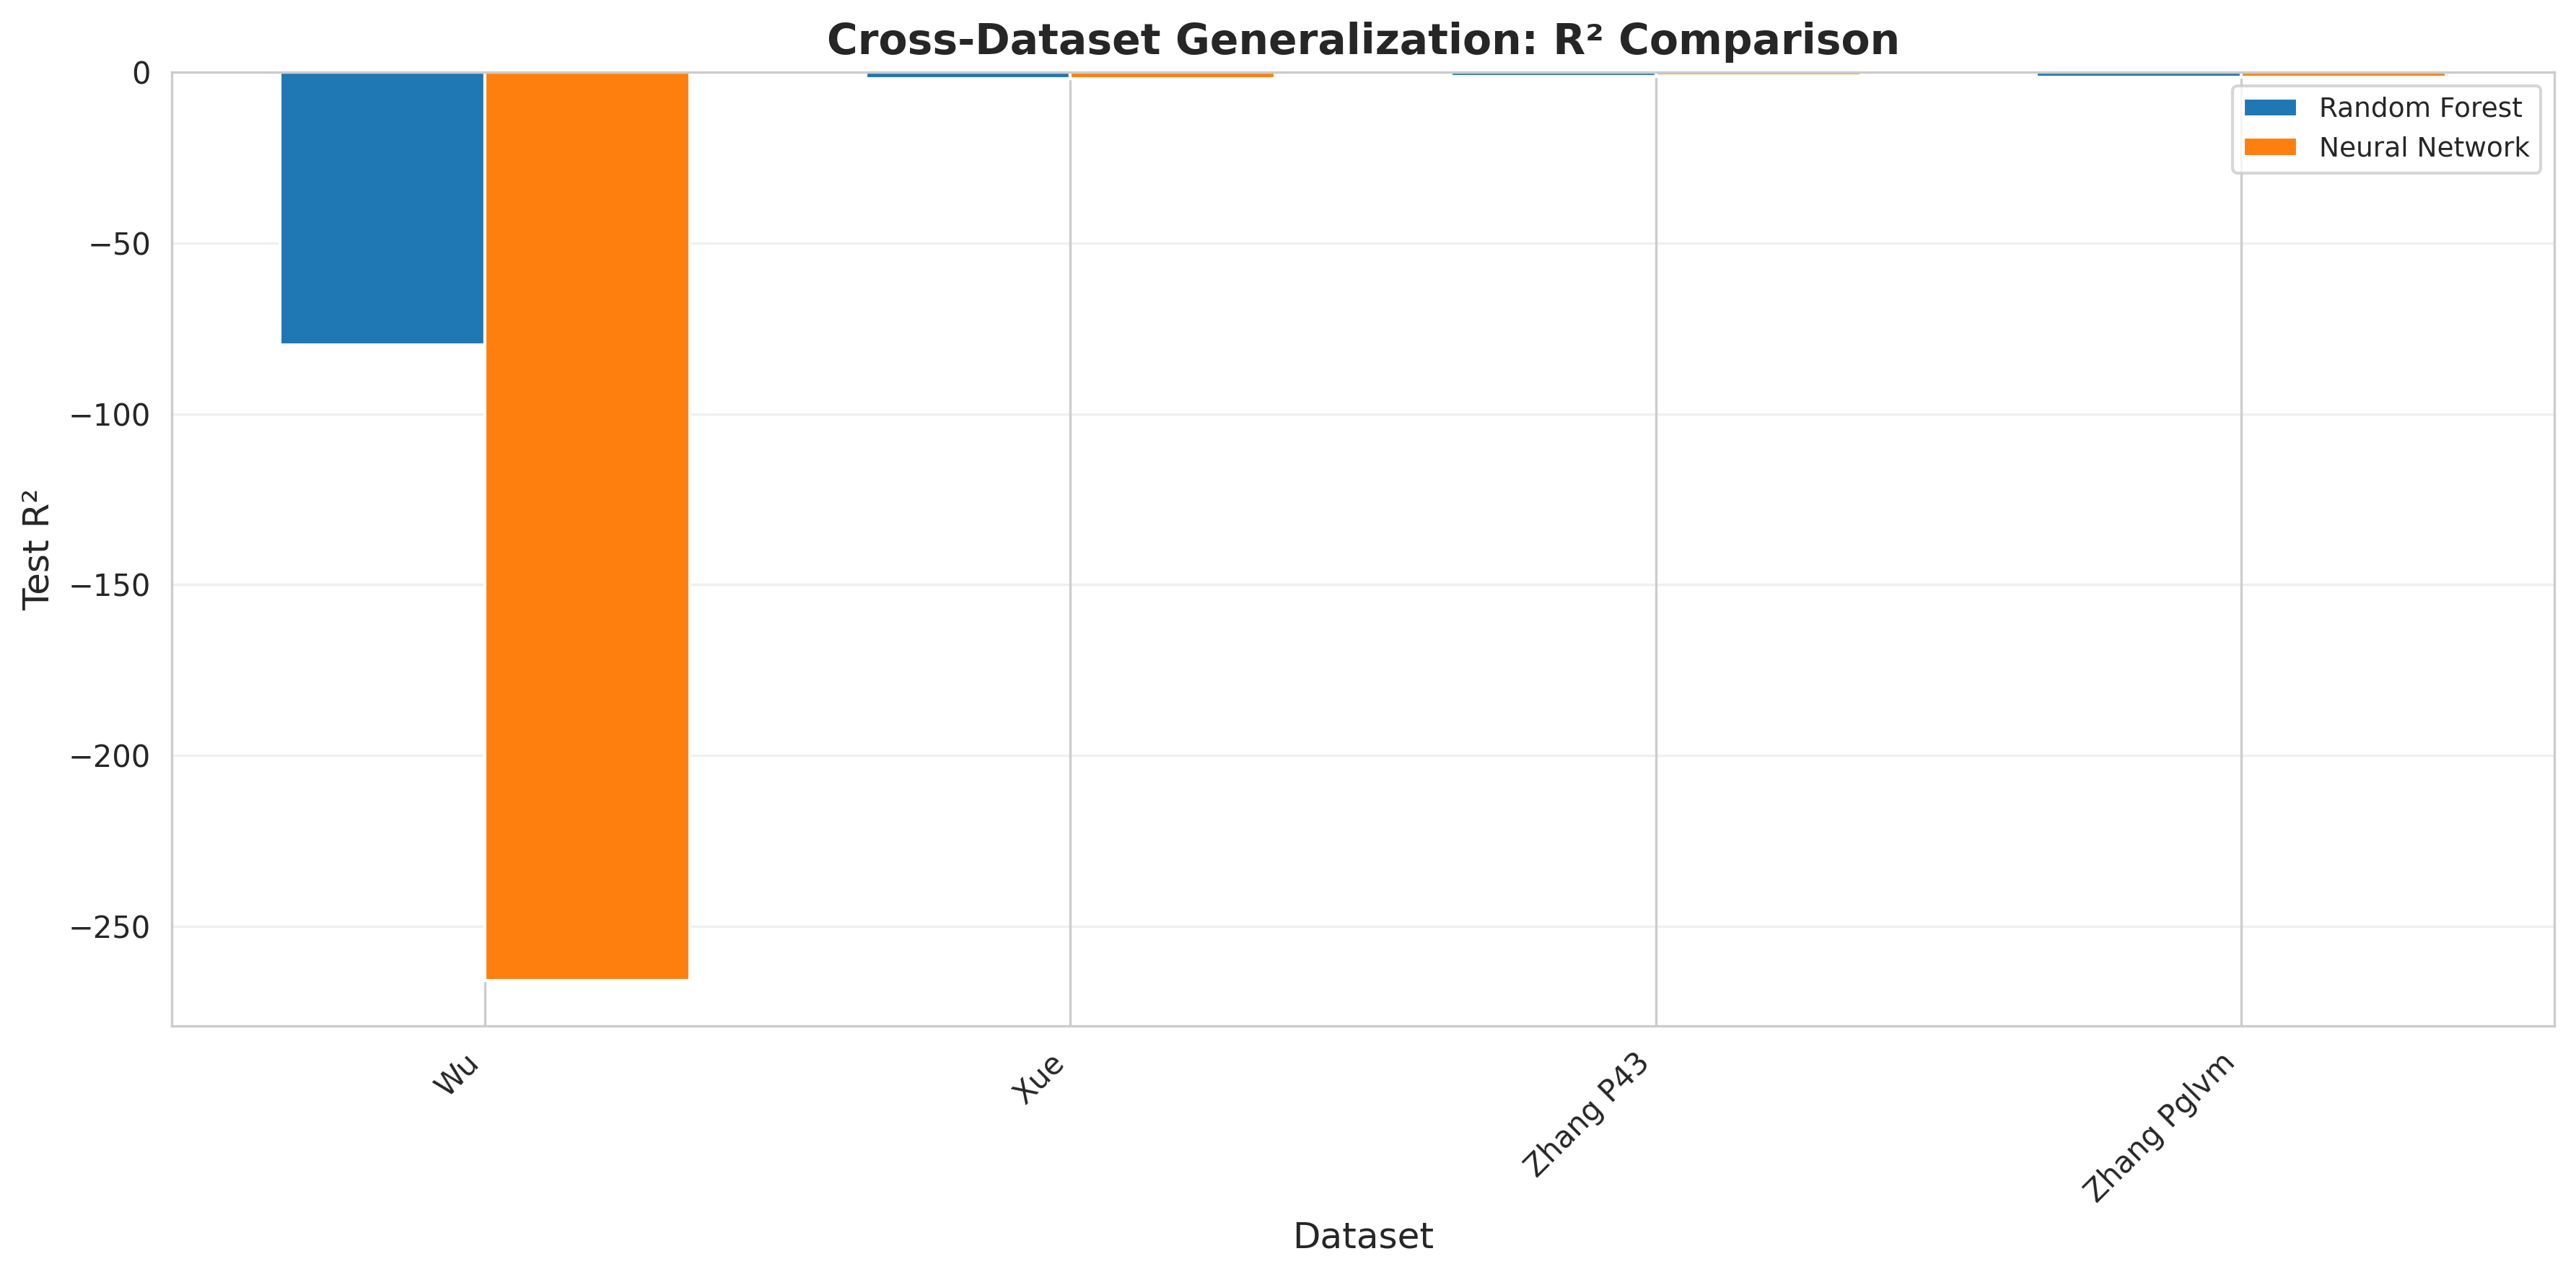 Cross-Dataset Generalization: R² Comparison
0
−50
−100
−150
−200
−250
Test R²
Random Forest
Neural Network
Wu
Xue
Zhang P43
Zhang Pglvm
Dataset